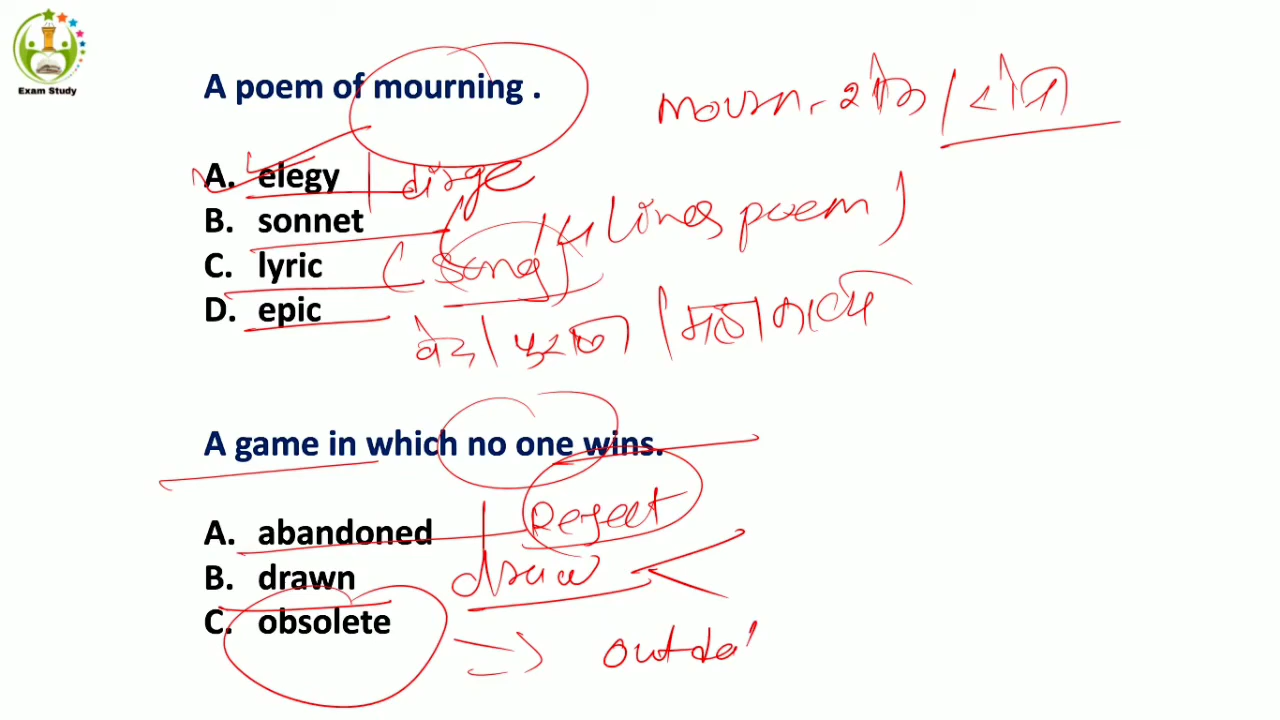 Exam Study
A poem of mourning .
mourn -
A. elegy | dirge
B. sonnet (14 lines poem)
C. lyric (song)
D. epic
A game in which no one wins.
A. abandoned | Reject
B. drawn draw
C. obsolete